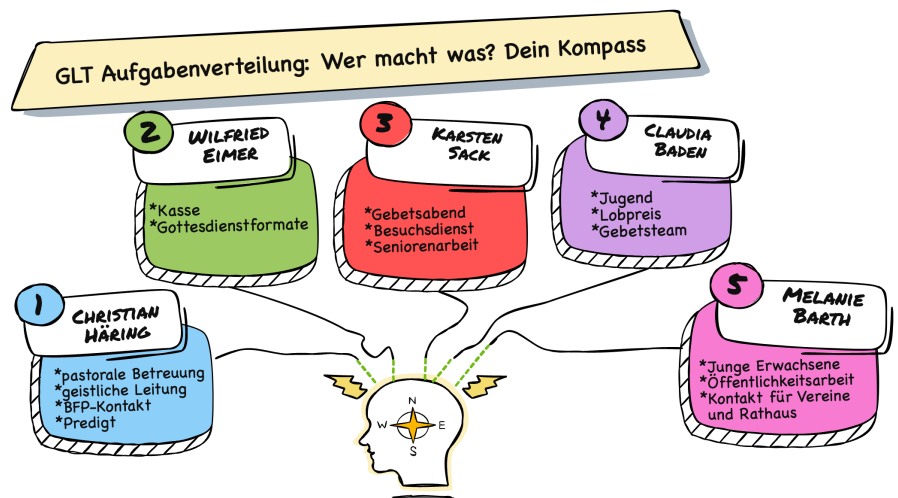 GLT Aufgabenverteilung: Wer macht was? Dein Kompass
1
CHRISTIAN
HÄRING
*pastorale Betreuung
*geistliche Leitung
*BFP-Kontakt
*Predigt
2
WILFRIED
EIMER
*Kasse
*Gottesdienstformate
3
KARSTEN
SACK
*Gebetsabend
*Besuchsdienst
*Seniorenarbeit
4
CLAUDIA
BADEN
*Jugend
*Lobpreis
*Gebetsteam
5
MELANIE
BARTH
*Junge Erwachsene
*Öffentlichkeitsarbeit
*Kontakt für Vereine
und Rathaus
N
W E
S